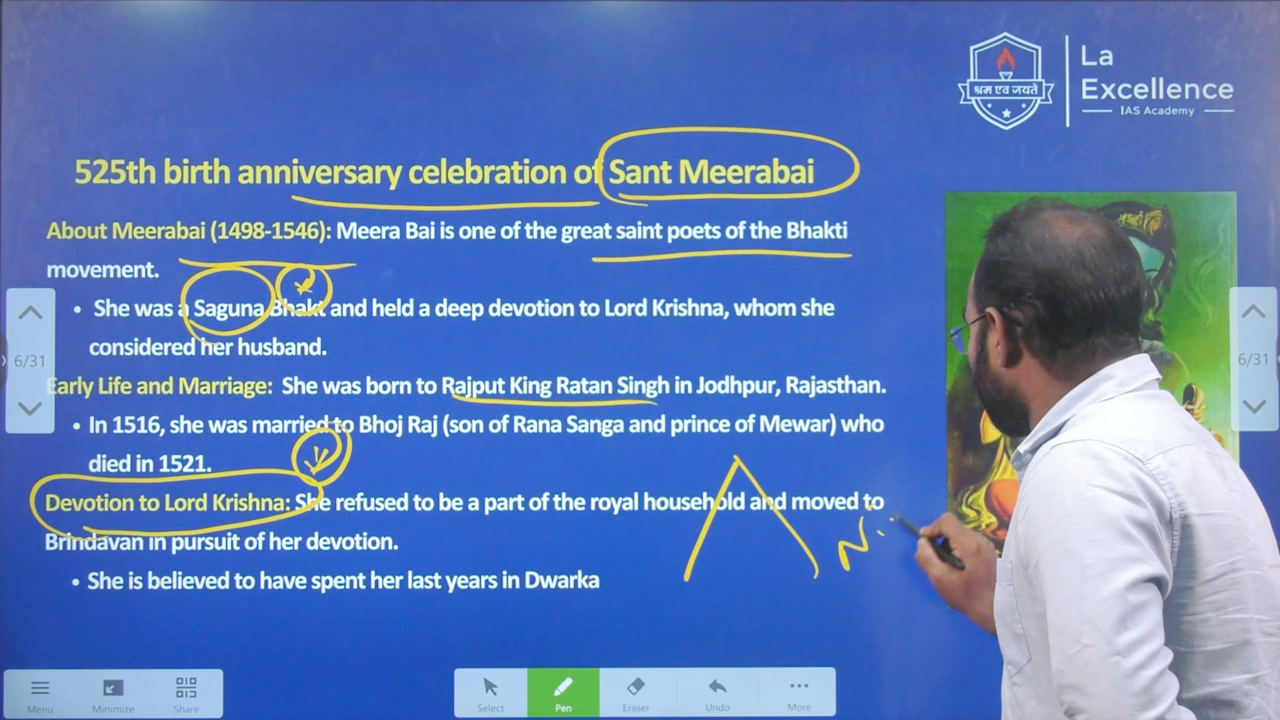 La
Excellence
IAS Academy
श्रम एव जयते
525th birth anniversary celebration of Sant Meerabai
About Meerabai (1498-1546): Meera Bai is one of the great saint poets of the Bhakti
movement.
• She was a Saguna Bhakt and held a deep devotion to Lord Krishna, whom she
considered her husband.
6/31
6/31
Early Life and Marriage: She was born to Rajput King Ratan Singh in Jodhpur, Rajasthan.
• In 1516, she was married to Bhoj Raj (son of Rana Sanga and prince of Mewar) who
died in 1521.
Devotion to Lord Krishna: She refused to be a part of the royal household and moved to
Brindavan in pursuit of her devotion.
N
• She is believed to have spent her last years in Dwarka
Menu
Minimize
Share
Select
Pen
Eraser
Undo
More